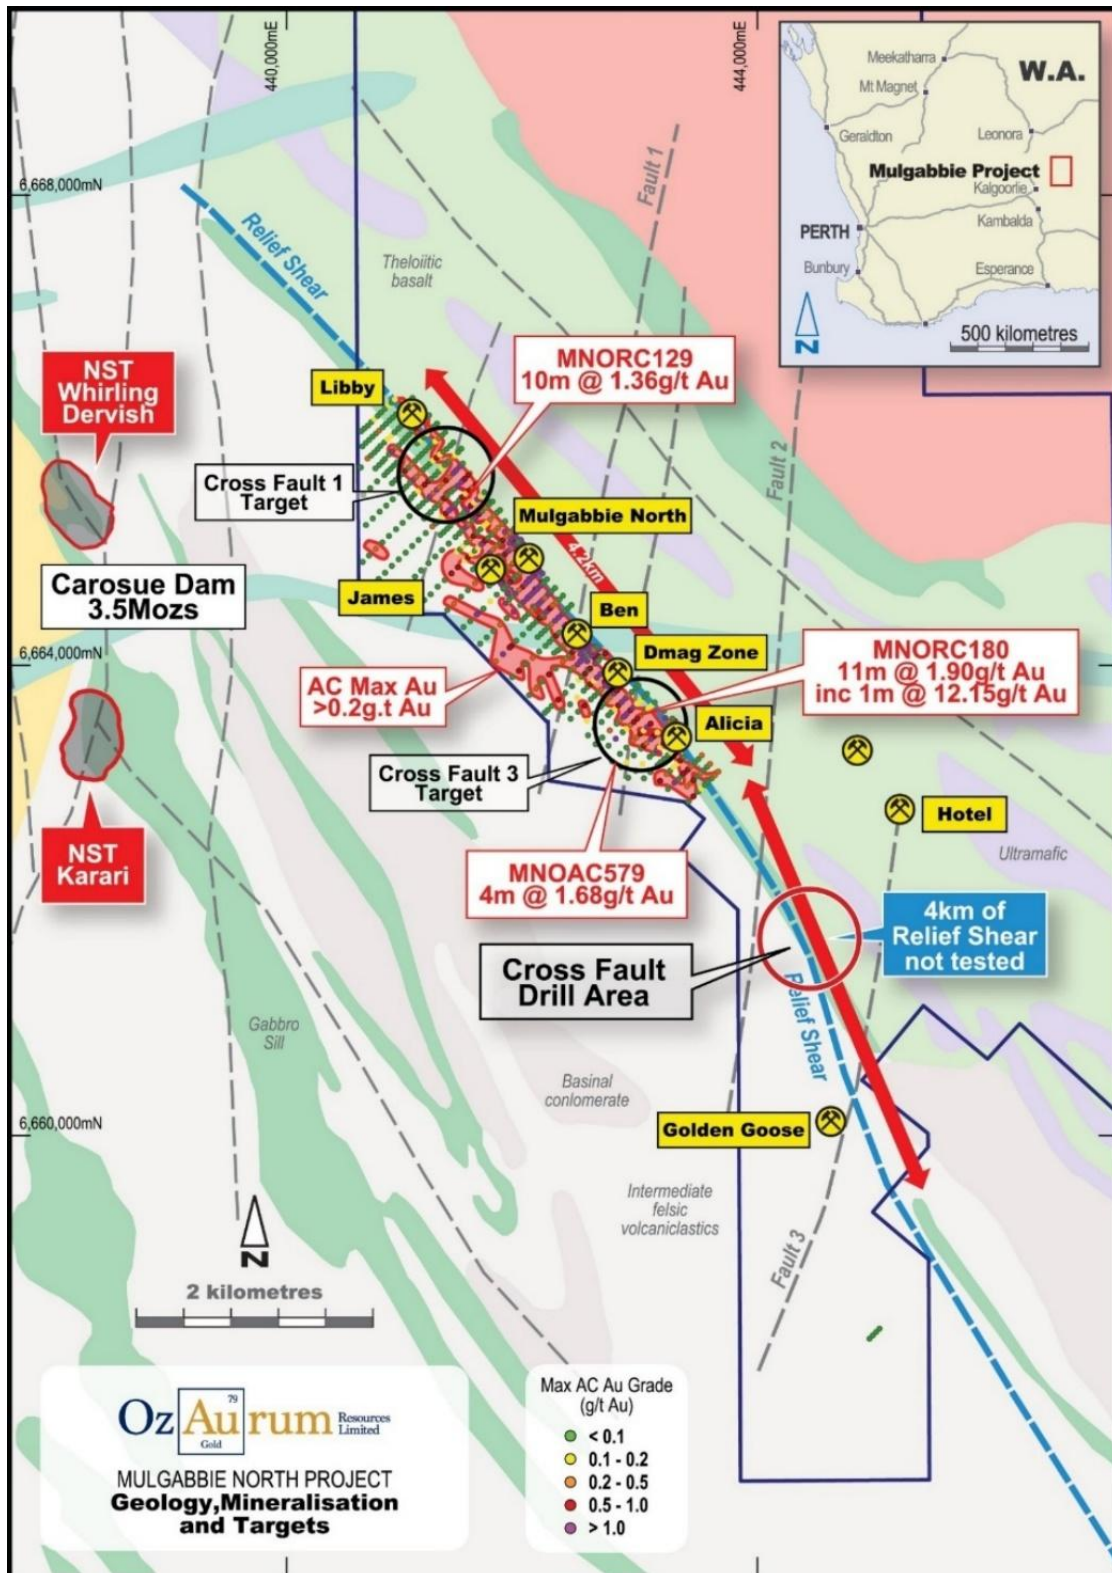 440,000mE
444,000mE
6,668,000mN
6,664,000mN
6,660,000mN
W.A.
Meekatharra
Mt Magnet
Geraldton
Leonora
Mulgabbie Project
Kalgoorlie
Kambalda
PERTH
Bunbury
Esperance
N
500 kilometres
Relief Shear
Theloiitic
basalt
Fault 1
Fault 2
NST
Whirling
Dervish
Libby
MNORC129
10m @ 1.36g/t Au
Cross Fault 1
Target
Mulgabbie North
4.2km
Carosue Dam
3.5Mozs
James
Ben
Dmag Zone
MNORC180
11m @ 1.90g/t Au
inc 1m @ 12.15g/t Au
AC Max Au
>0.2g.t Au
Alicia
Cross Fault 3
Target
Hotel
NST
Karari
MNOAC579
4m @ 1.68g/t Au
Ultramafic
4km of
Relief Shear
not tested
Cross Fault
Drill Area
Relief Shear
Gabbro
Sill
Basinal
conlomerate
Golden Goose
Intermediate
felsic
volcaniclastics
Fault 3
N
2 kilometres
Oz Aurum Resources
Limited
79
Gold
MULGABBIE NORTH PROJECT
Geology,Mineralisation
and Targets
Max AC Au Grade
(g/t Au)
< 0.1
0.1 - 0.2
0.2 - 0.5
0.5 - 1.0
> 1.0